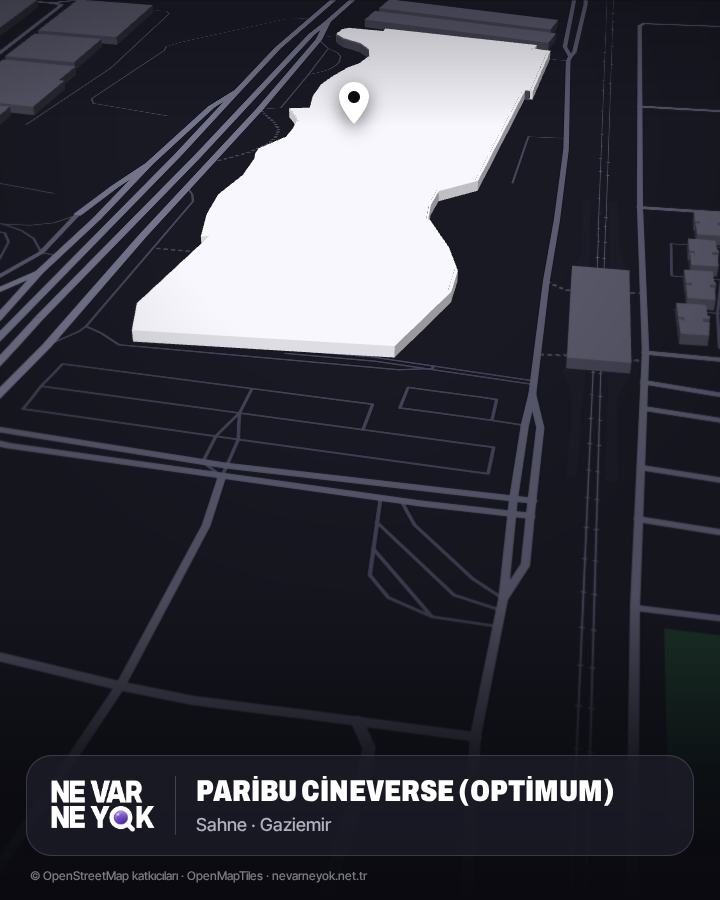 NE VAR
NE YOK
PARİBU CİNEVERSE (OPTİMUM)
Sahne · Gaziemir
© OpenStreetMap katkıcıları · OpenMapTiles · nevarneyok.net.tr